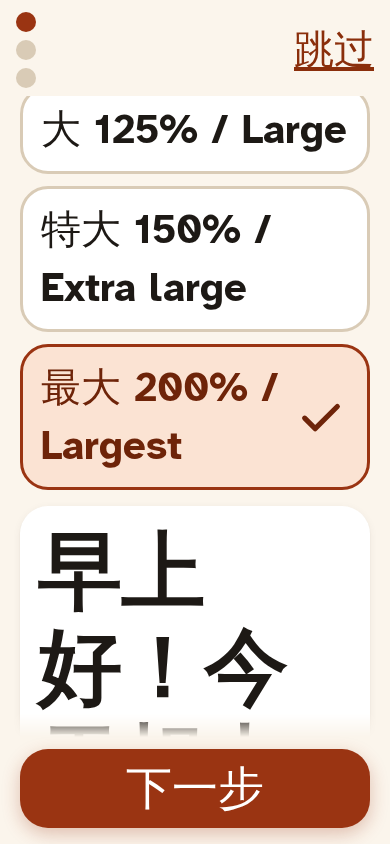 跳过
大 125% / Large
特大 150% /
Extra large
最大 200% /
Largest
早上
好！今
下一步